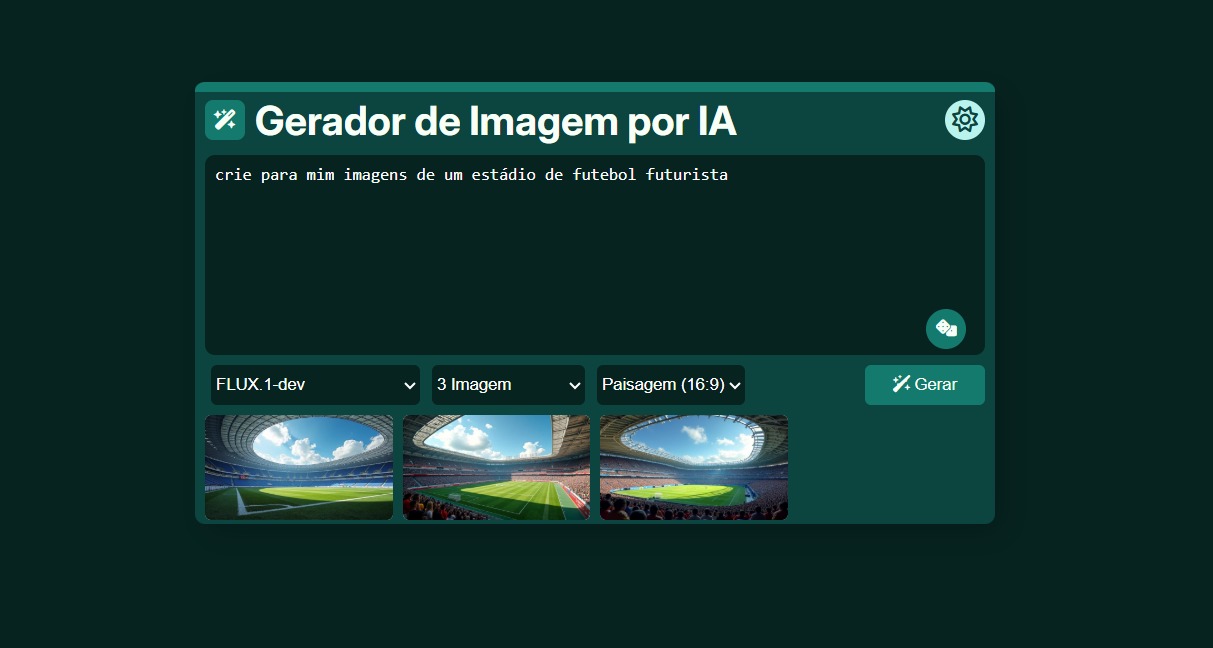 Gerador de Imagem por IA
crie para mim imagens de um estádio de futebol futurista
FLUX.1-dev
3 Imagem
Paisagem (16:9)
Gerar